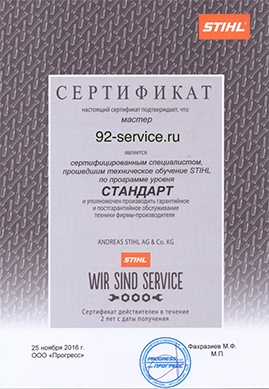 STIHL
СЕРТИФИКАТ
настоящий сертификат подтверждает, что
мастер
92-service.ru
является
сертифицированным специалистом,
прошедшим техническое обучение STIHL
по программе уровня
СТАНДАРТ
и уполномочен производить гарантийное
и постгарантийное обслуживание
техники фирмы-производителя
ANDREAS STIHL AG & Co. KG
STIHL
WIR SIND SERVICE
Сертификат действителен в течение
2 лет с даты получения
25 ноября 2016 г.
ООО «Прогресс»
Фахразиев М.Ф.
М.П.
PROGRESS
ПРОГРЕСС